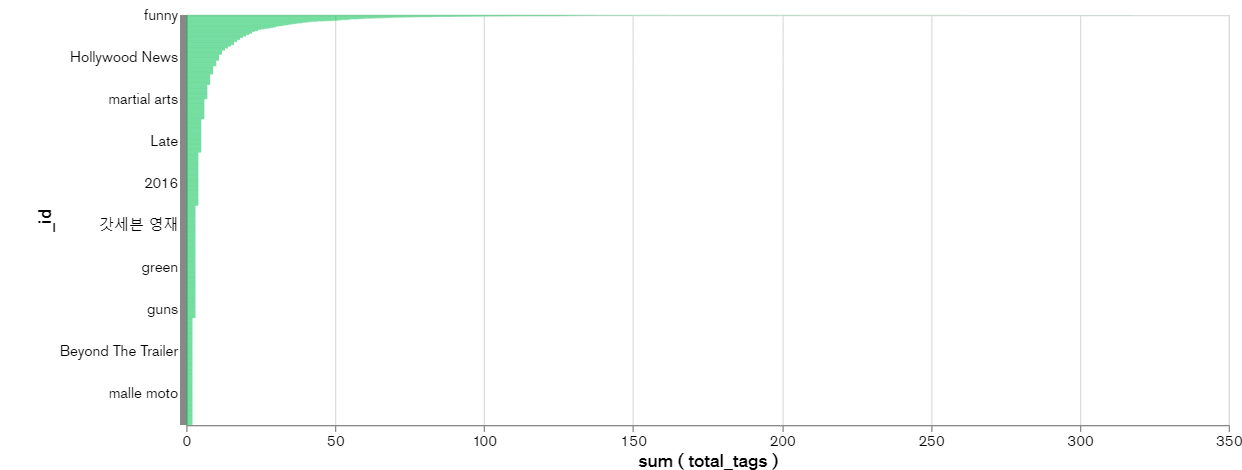 funny
Hollywood News
martial arts
Late
2016
갓세븐 영재
green
guns
Beyond The Trailer
malle moto
_id
0 50 100 150 200 250 300 350
sum ( total_tags )